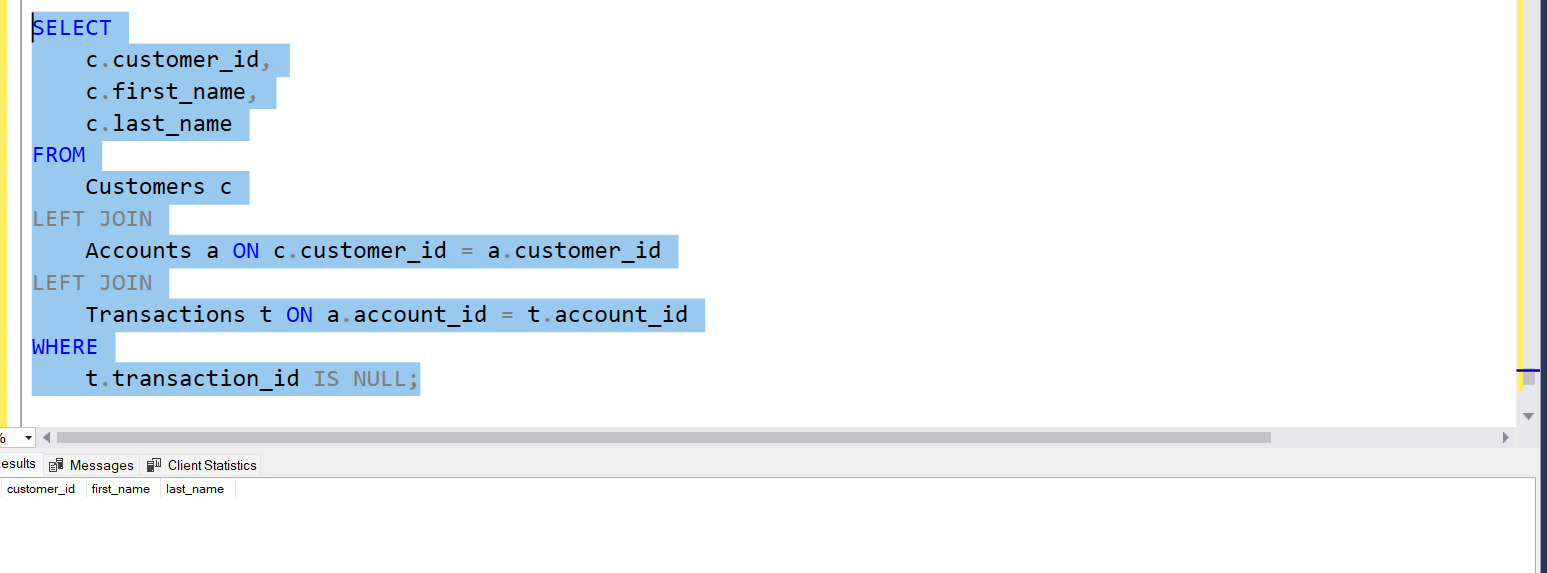 SELECT
c.customer_id,
c.first_name,
c.last_name
FROM
Customers c
LEFT JOIN
Accounts a ON c.customer_id = a.customer_id
LEFT JOIN
Transactions t ON a.account_id = t.account_id
WHERE
t.transaction_id IS NULL;
%
esults Messages Client Statistics
customer_id first_name last_name